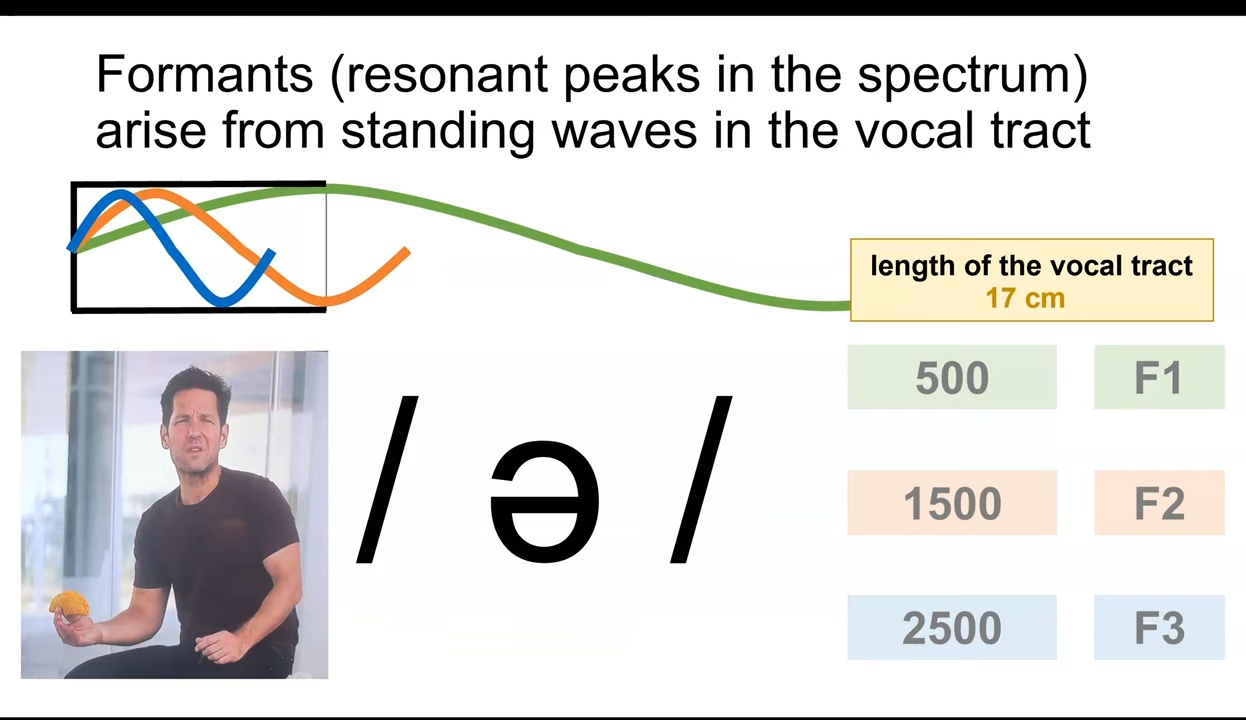 Formants (resonant peaks in the spectrum)
arise from standing waves in the vocal tract
length of the vocal tract
17 cm
500 F1
/ ə /
1500 F2
2500 F3